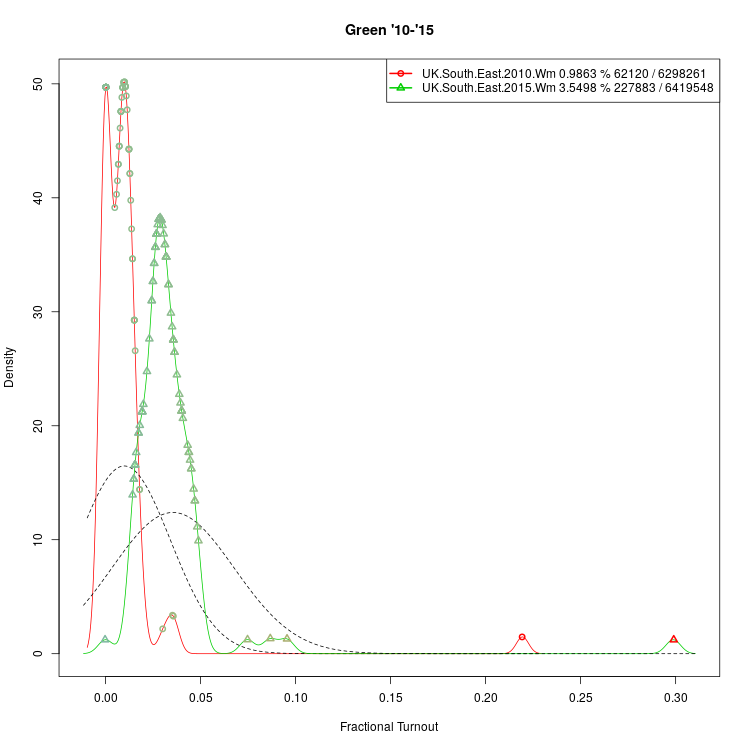 Green '10-'15
UK.South.East.2010.Wm 0.9863 % 62120 / 6298261
UK.South.East.2015.Wm 3.5498 % 227883 / 6419548
50
40
30
20
10
0
Density
0.00 0.05 0.10 0.15 0.20 0.25 0.30
Fractional Turnout